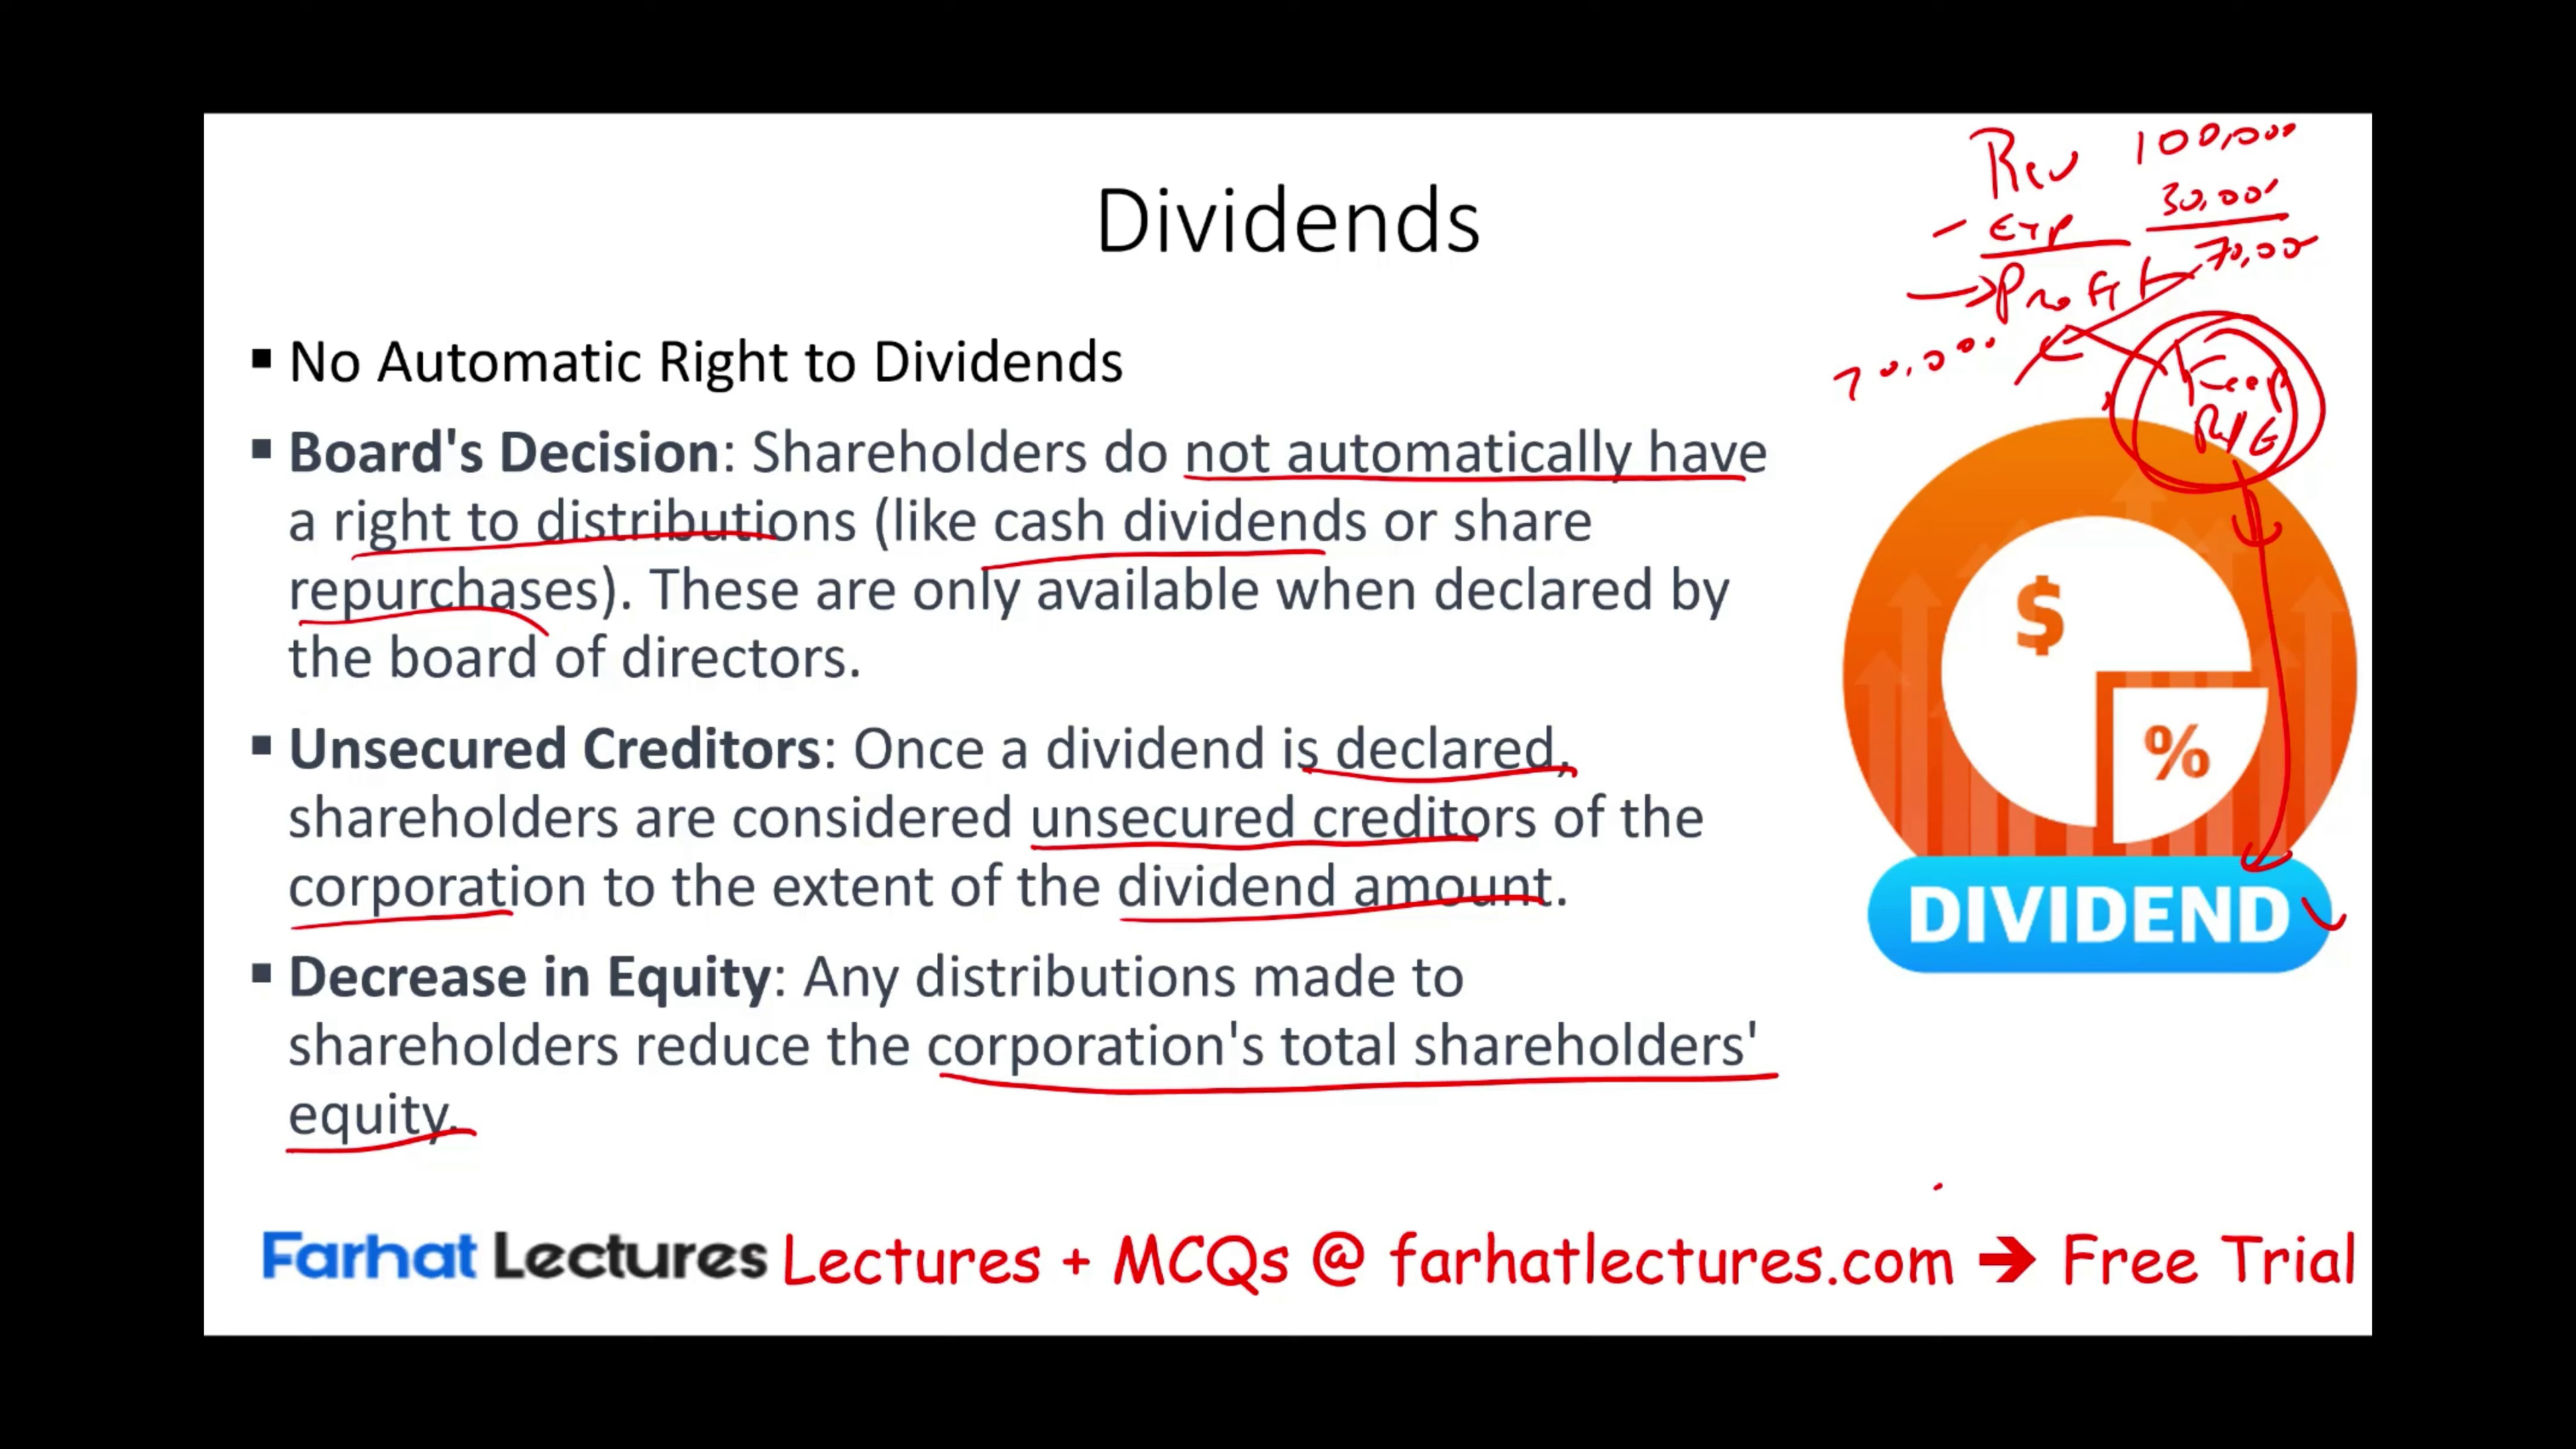 Dividends
Rev 100,000
- Exp 30,000
Profit 70,000
70,000
Keep
R/E
▪ No Automatic Right to Dividends
▪ Board's Decision: Shareholders do not automatically have
a right to distributions (like cash dividends or share
repurchases). These are only available when declared by
the board of directors.
▪ Unsecured Creditors: Once a dividend is declared,
shareholders are considered unsecured creditors of the
corporation to the extent of the dividend amount.
▪ Decrease in Equity: Any distributions made to
shareholders reduce the corporation's total shareholders'
equity.
$
%
DIVIDEND
Farhat Lectures Lectures + MCQs @ farhatlectures.com ➔ Free Trial